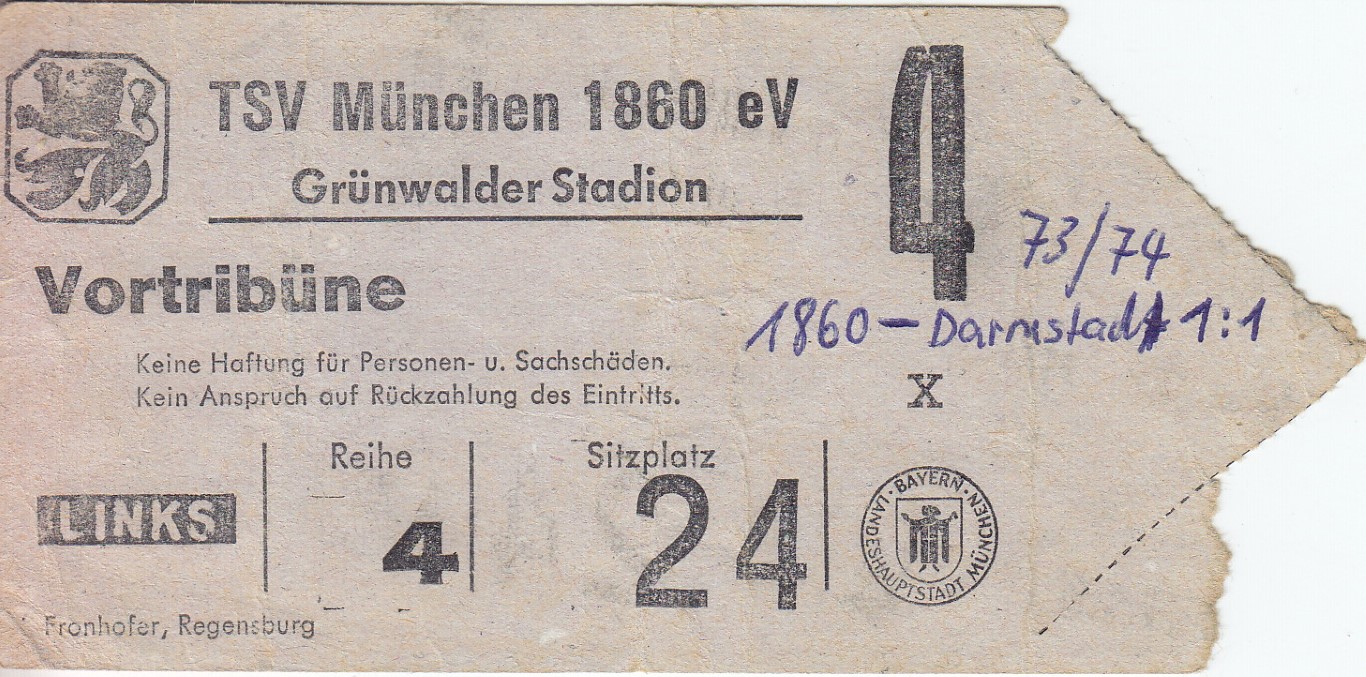 TSV München 1860 eV
Grünwalder Stadion
4
Vortribüne
73/74
1860 - Darmstadt 1:1
Keine Haftung für Personen- u. Sachschäden.
Kein Anspruch auf Rückzahlung des Eintritts.
X
LINKS
Reihe
4
Sitzplatz
24
· BAYERN · LANDESHAUPTSTADT MÜNCHEN
Fronhofer, Regensburg